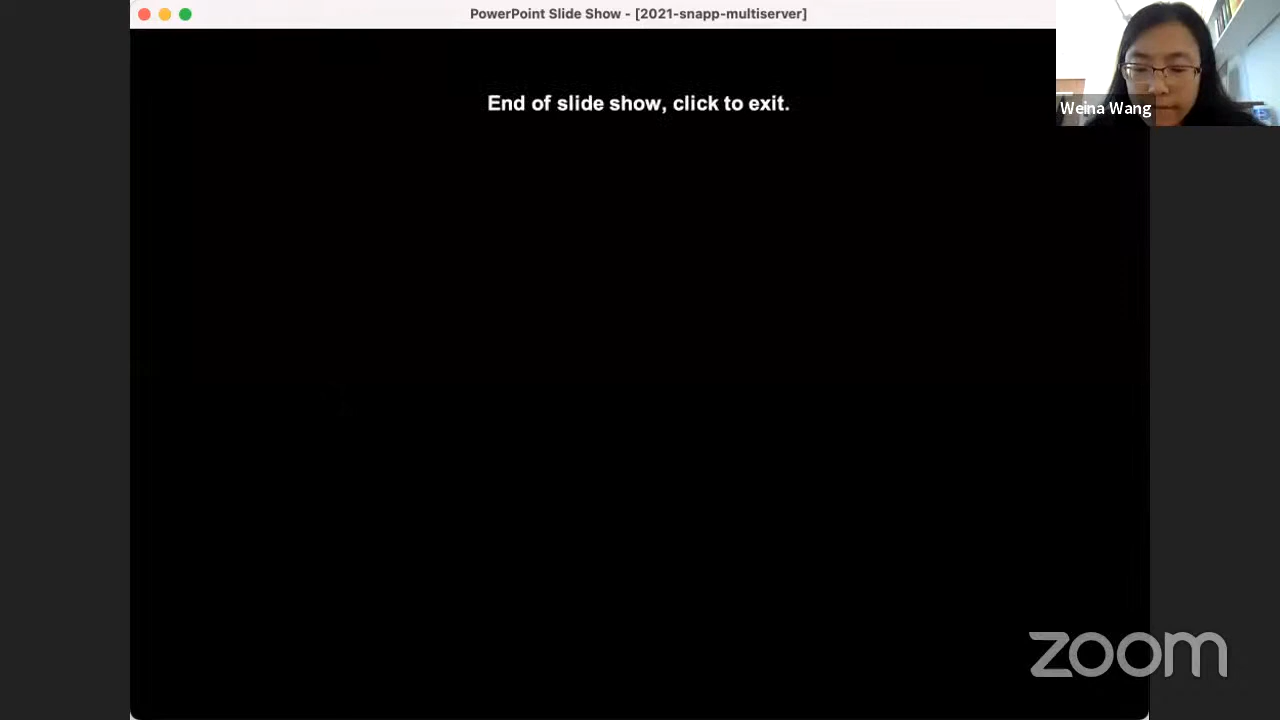 PowerPoint Slide Show - [2021-snapp-multiserver]
End of slide show, click to exit.
Weina Wang
zoom